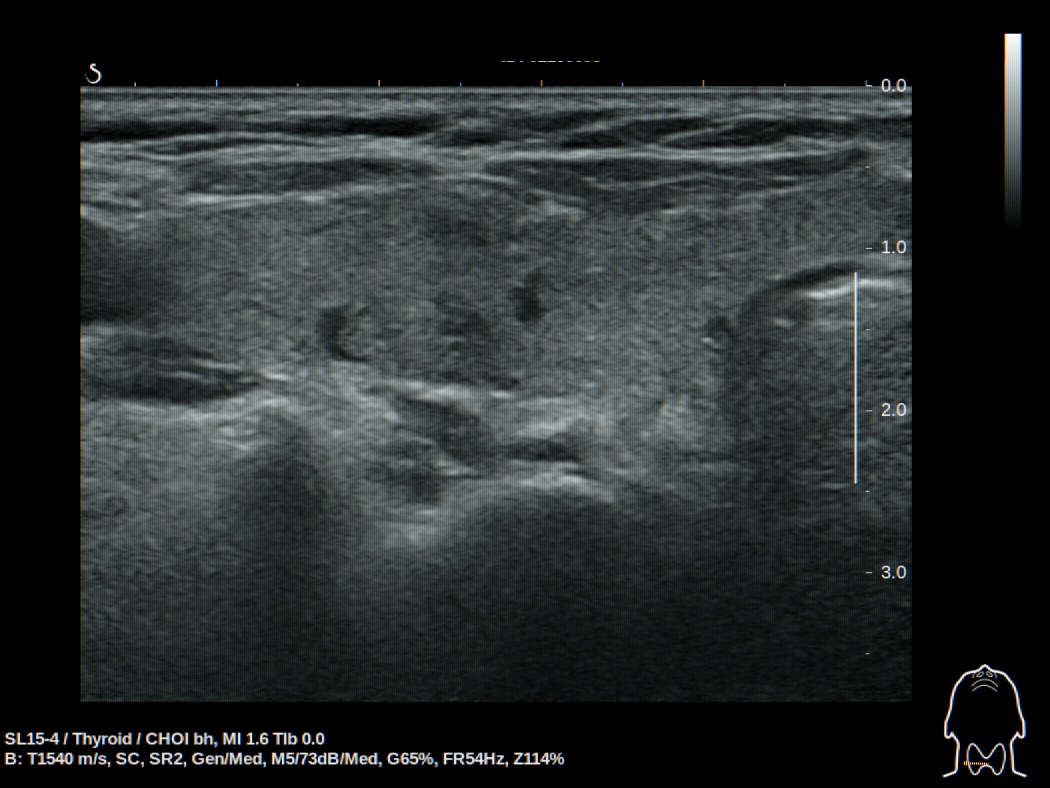 0.0
1.0
2.0
3.0
SL15-4 / Thyroid / CHOI bh, MI 1.6 TIb 0.0
B: T1540 m/s, SC, SR2, Gen/Med, M5/73dB/Med, G65%, FR54Hz, Z114%